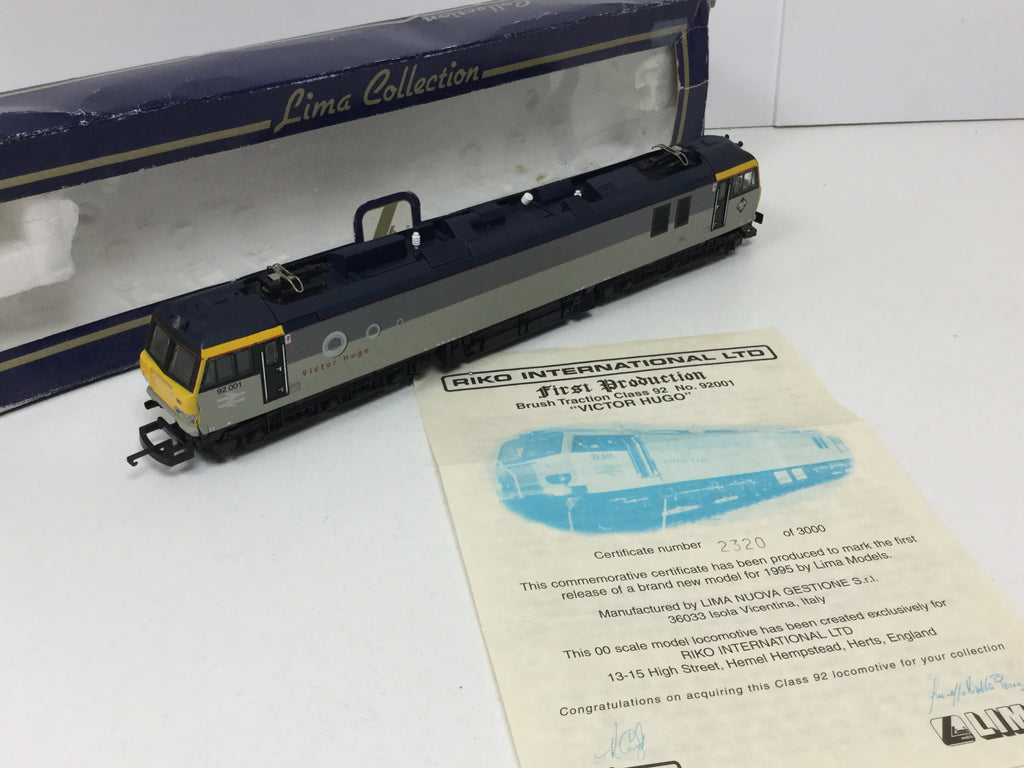 Collection
Lima Collection
Victor Hugo
92 001
RIKO INTERNATIONAL LTD
First Production
Brush Traction Class 92 No. 92001
"VICTOR HUGO"
92 001
Certificate number 2320 of 3000
This commemorative certificate has been produced to mark the first
release of a brand new model for 1995 by Lima Models.
Manufactured by LIMA NUOVA GESTIONE S.r.l.
36033 Isola Vicentina, Italy
This 00 scale model locomotive has been created exclusively for
RIKO INTERNATIONAL LTD
13-15 High Street, Hemel Hempstead, Herts, England
Congratulations on acquiring this Class 92 locomotive for your collection